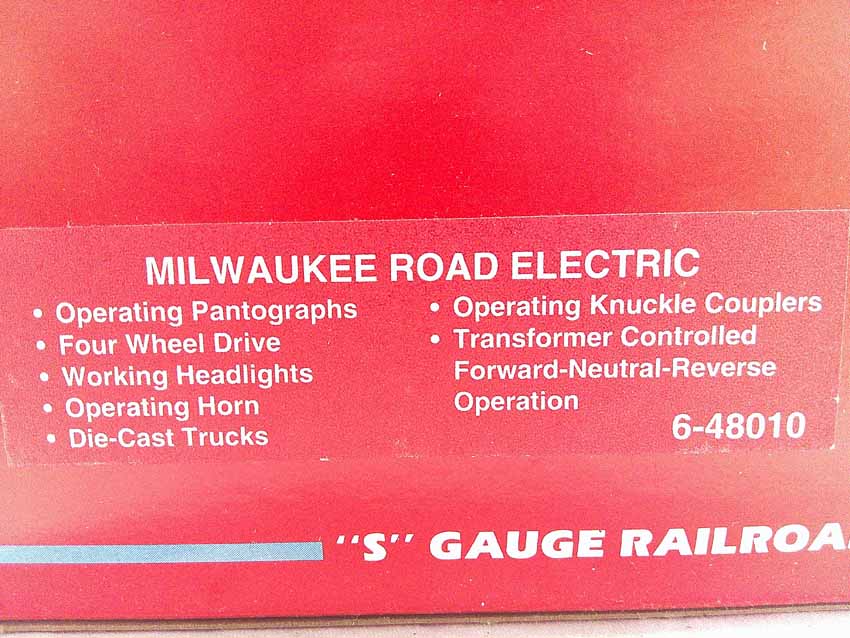 MILWAUKEE ROAD ELECTRIC
• Operating Pantographs
• Four Wheel Drive
• Working Headlights
• Operating Horn
• Die-Cast Trucks
• Operating Knuckle Couplers
• Transformer Controlled
Forward-Neutral-Reverse
Operation
6-48010
"S" GAUGE RAILROA